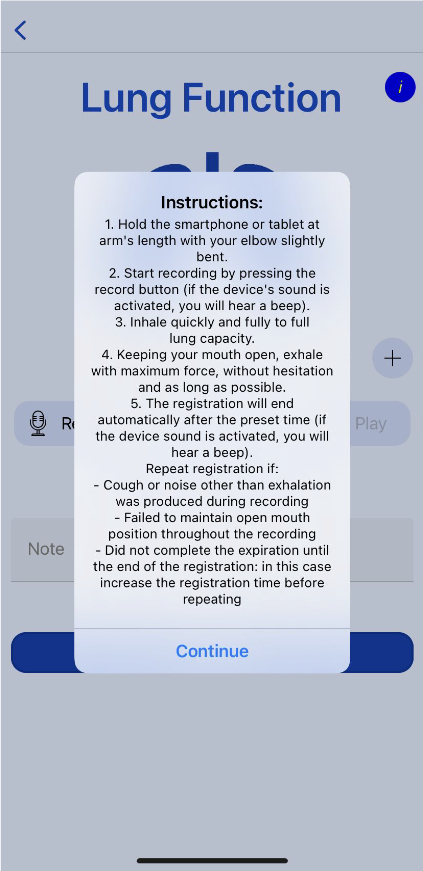 Lung Function
i
Instructions:
1. Hold the smartphone or tablet at
arm's length with your elbow slightly
bent.
2. Start recording by pressing the
record button (if the device's sound is
activated, you will hear a beep).
3. Inhale quickly and fully to full
lung capacity.
4. Keeping your mouth open, exhale
with maximum force, without hesitation
and as long as possible.
5. The registration will end
automatically after the preset time (if
the device sound is activated, you will
hear a beep).
Repeat registration if:
- Cough or noise other than exhalation
was produced during recording
- Failed to maintain open mouth
position throughout the recording
- Did not complete the expiration until
the end of the registration: in this case
increase the registration time before
repeating
Play
Note
Continue